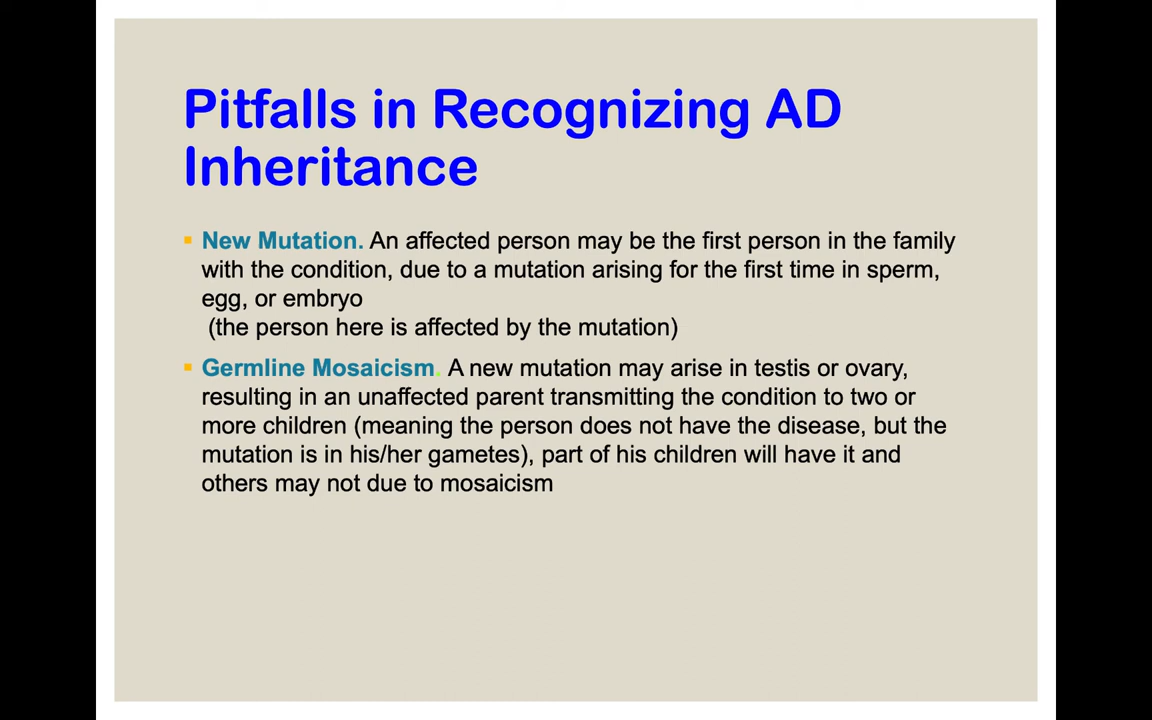 Pitfalls in Recognizing AD
Inheritance
▪ New Mutation. An affected person may be the first person in the family
with the condition, due to a mutation arising for the first time in sperm,
egg, or embryo
(the person here is affected by the mutation)
▪ Germline Mosaicism. A new mutation may arise in testis or ovary,
resulting in an unaffected parent transmitting the condition to two or
more children (meaning the person does not have the disease, but the
mutation is in his/her gametes), part of his children will have it and
others may not due to mosaicism